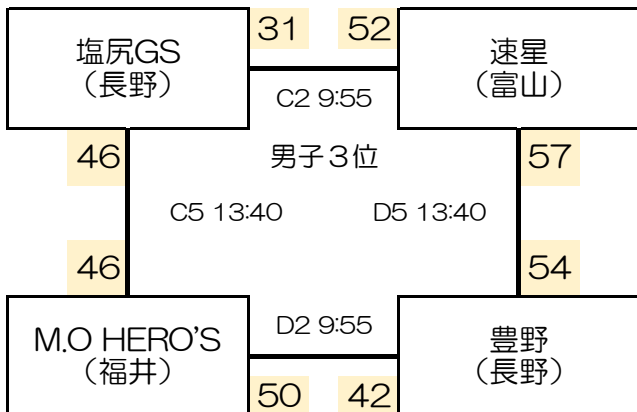 塩尻GS
（長野）
31
52
速星
（富山）
C2 9:55
46
男子３位
57
C5 13:40
D5 13:40
46
54
M.O HERO'S
（福井）
D2 9:55
豊野
（長野）
50
42